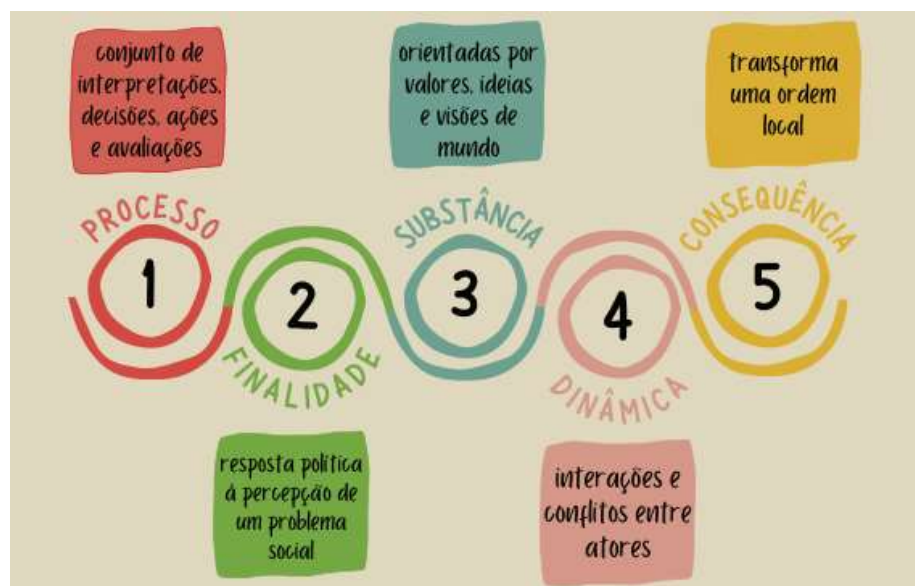 PROCESSO
1
conjunto de
interpretações,
decisões, ações
e avaliações
2
FINALIDADE
resposta política
à percepção de
um problema
social
orientadas por
valores, ideias
e visões de
mundo
SUBSTÂNCIA
3
4
DINÂMICA
interações e
conflitos entre
atores
transforma
uma ordem
local
CONSEQUÊNCIA
5